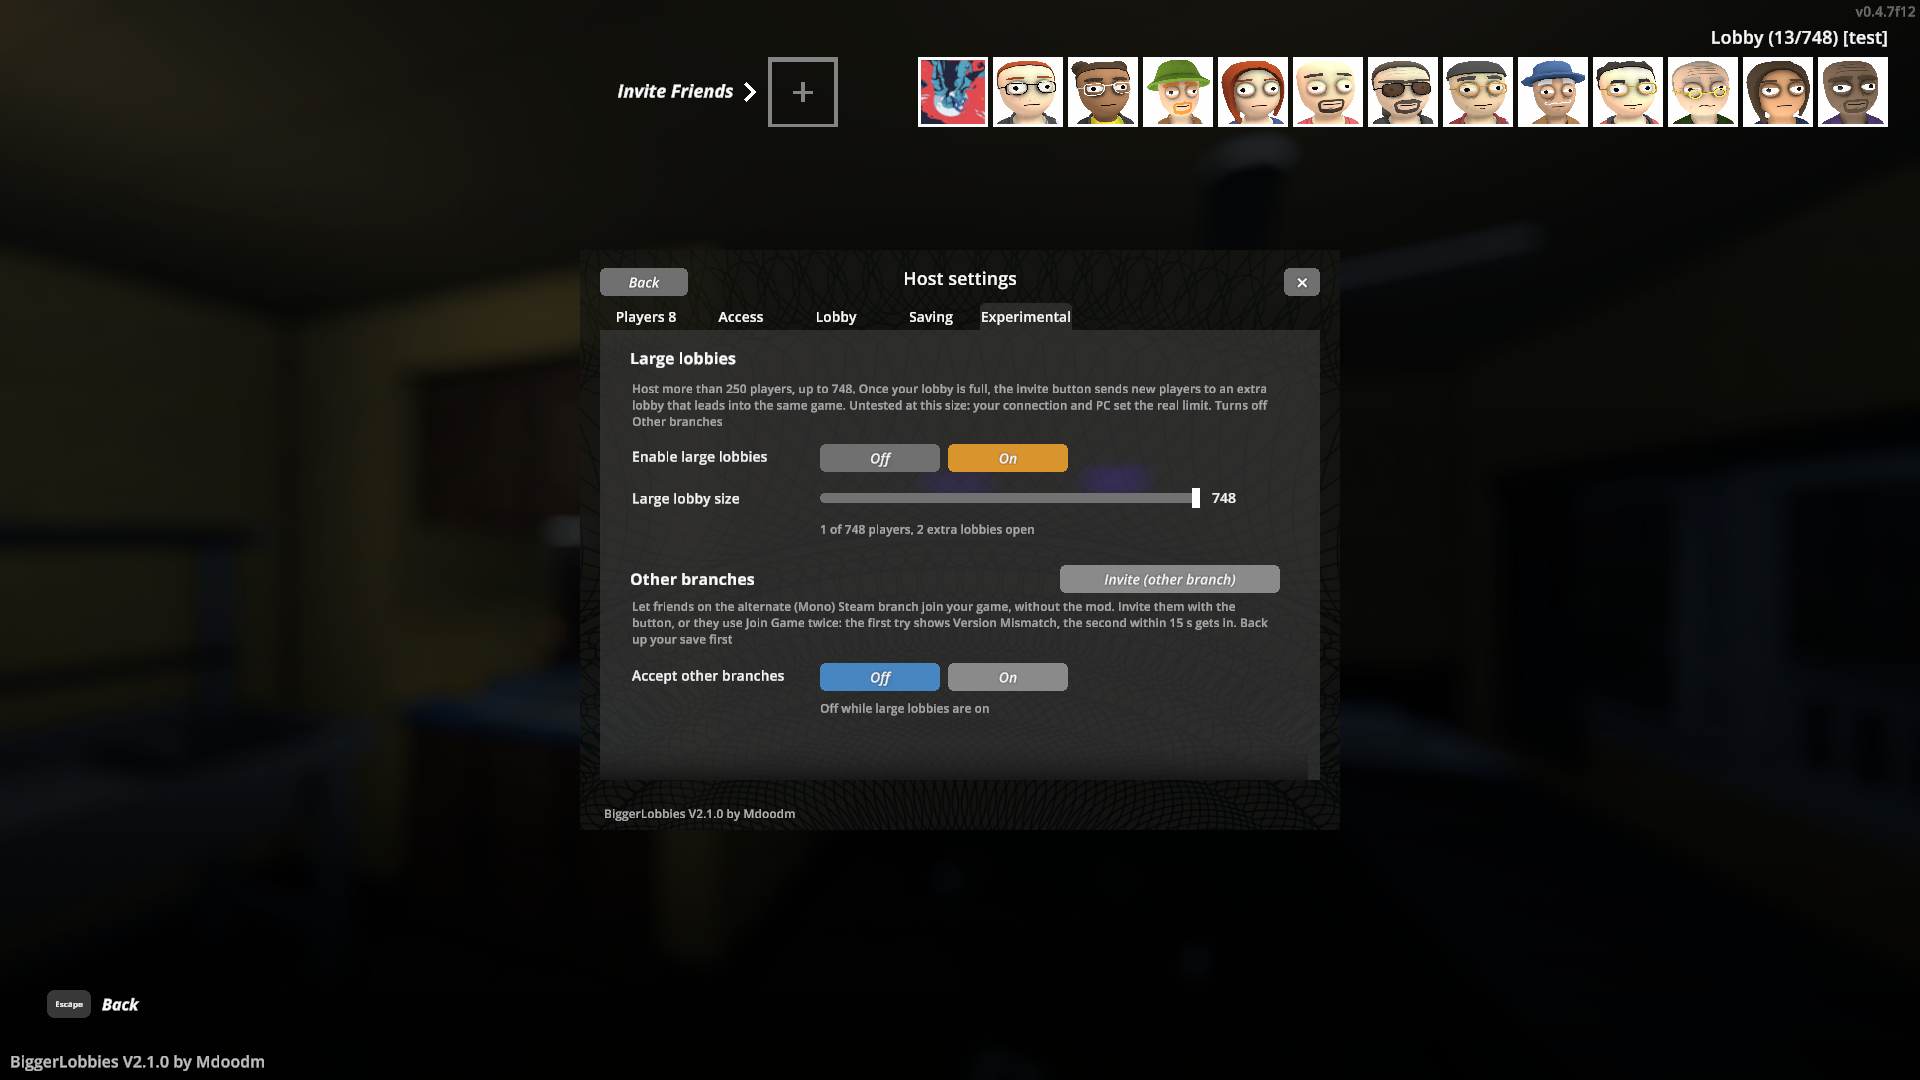 v0.4.7f12
Lobby (13/748) [test]
Invite Friends
+
Back
Host settings
×
Players 8
Access
Lobby
Saving
Experimental
Large lobbies
Host more than 250 players, up to 748. Once your lobby is full, the invite button sends new players to an extra
lobby that leads into the same game. Untested at this size: your connection and PC set the real limit. Turns off
Other branches
Enable large lobbies
Off
On
Large lobby size
748
1 of 748 players, 2 extra lobbies open
Other branches
Invite (other branch)
Let friends on the alternate (Mono) Steam branch join your game, without the mod. Invite them with the
button, or they use Join Game twice: the first try shows Version Mismatch, the second within 15 s gets in. Back
up your save first
Accept other branches
Off
On
Off while large lobbies are on
BiggerLobbies V2.1.0 by Mdoodm
Escape
Back
BiggerLobbies V2.1.0 by Mdoodm